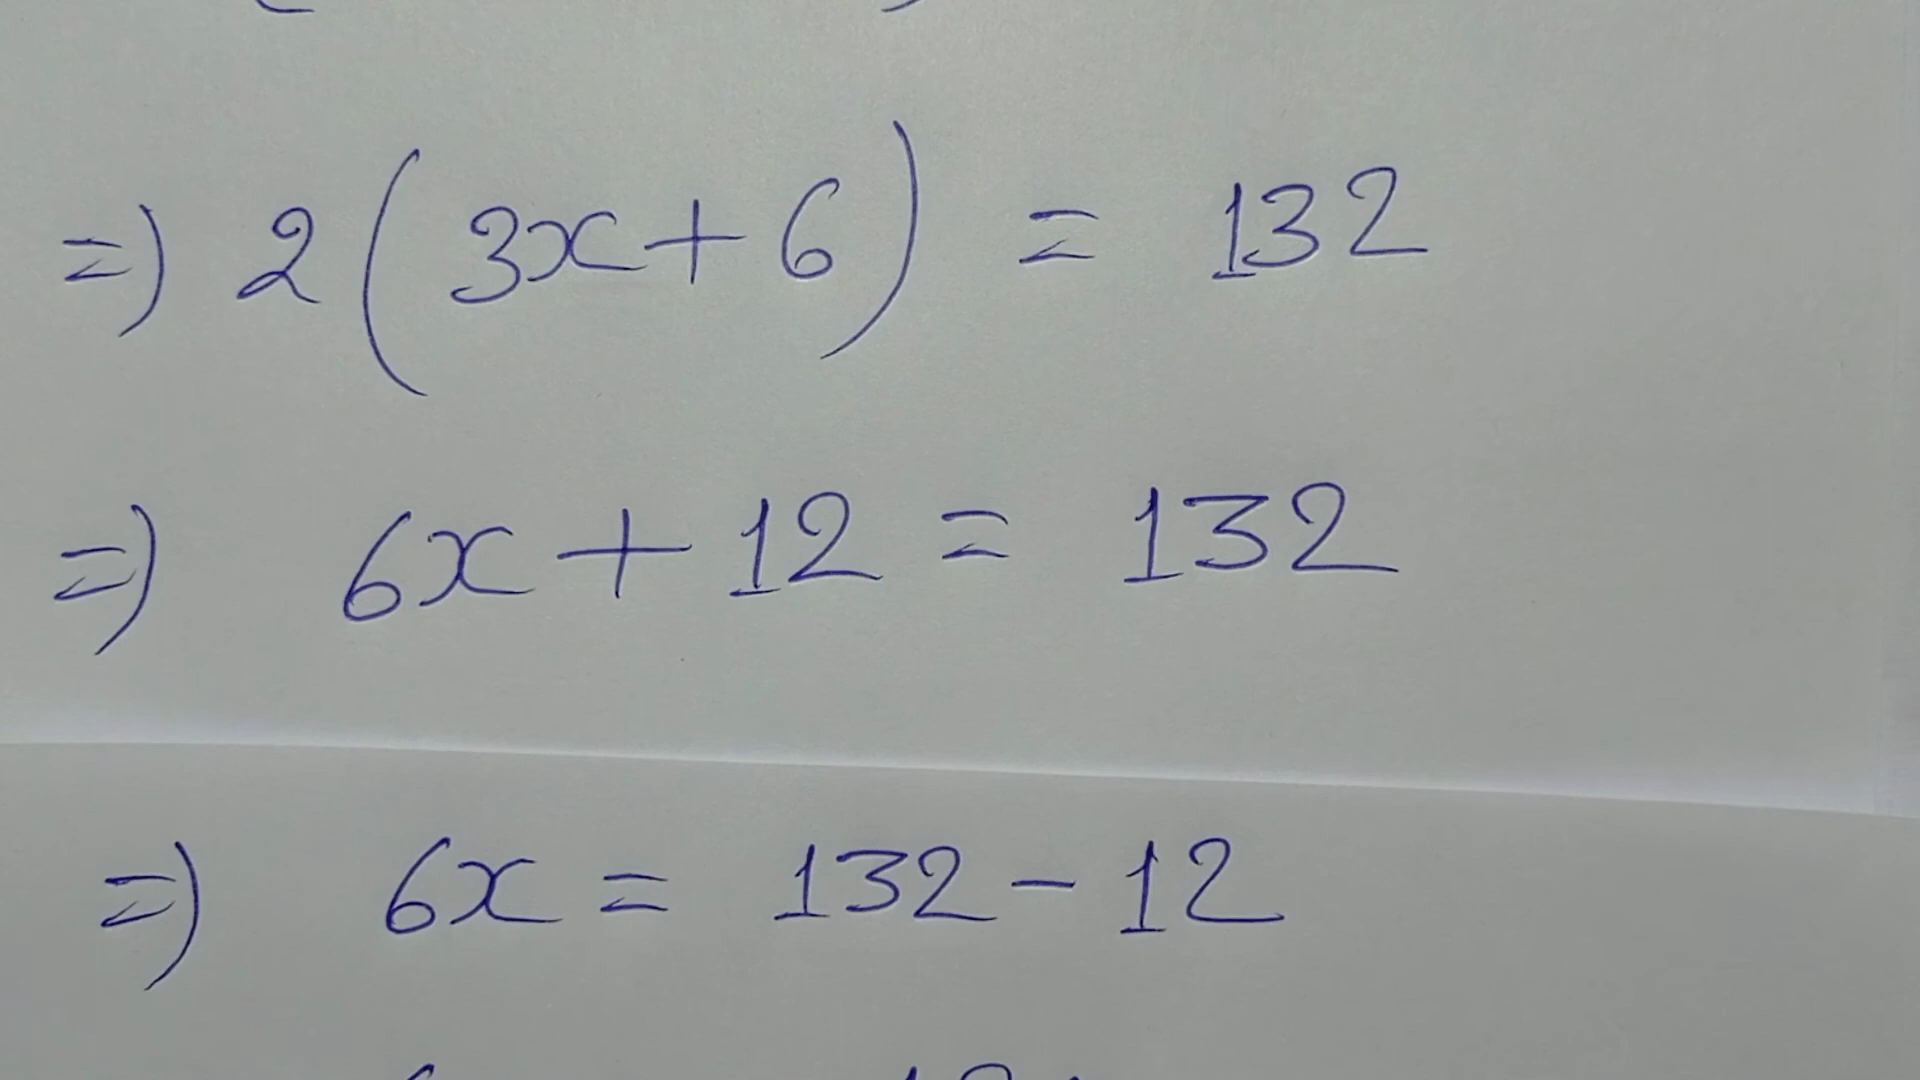 => 2(3x+6) = 132
=> 6x + 12 = 132
=> 6x = 132 - 12